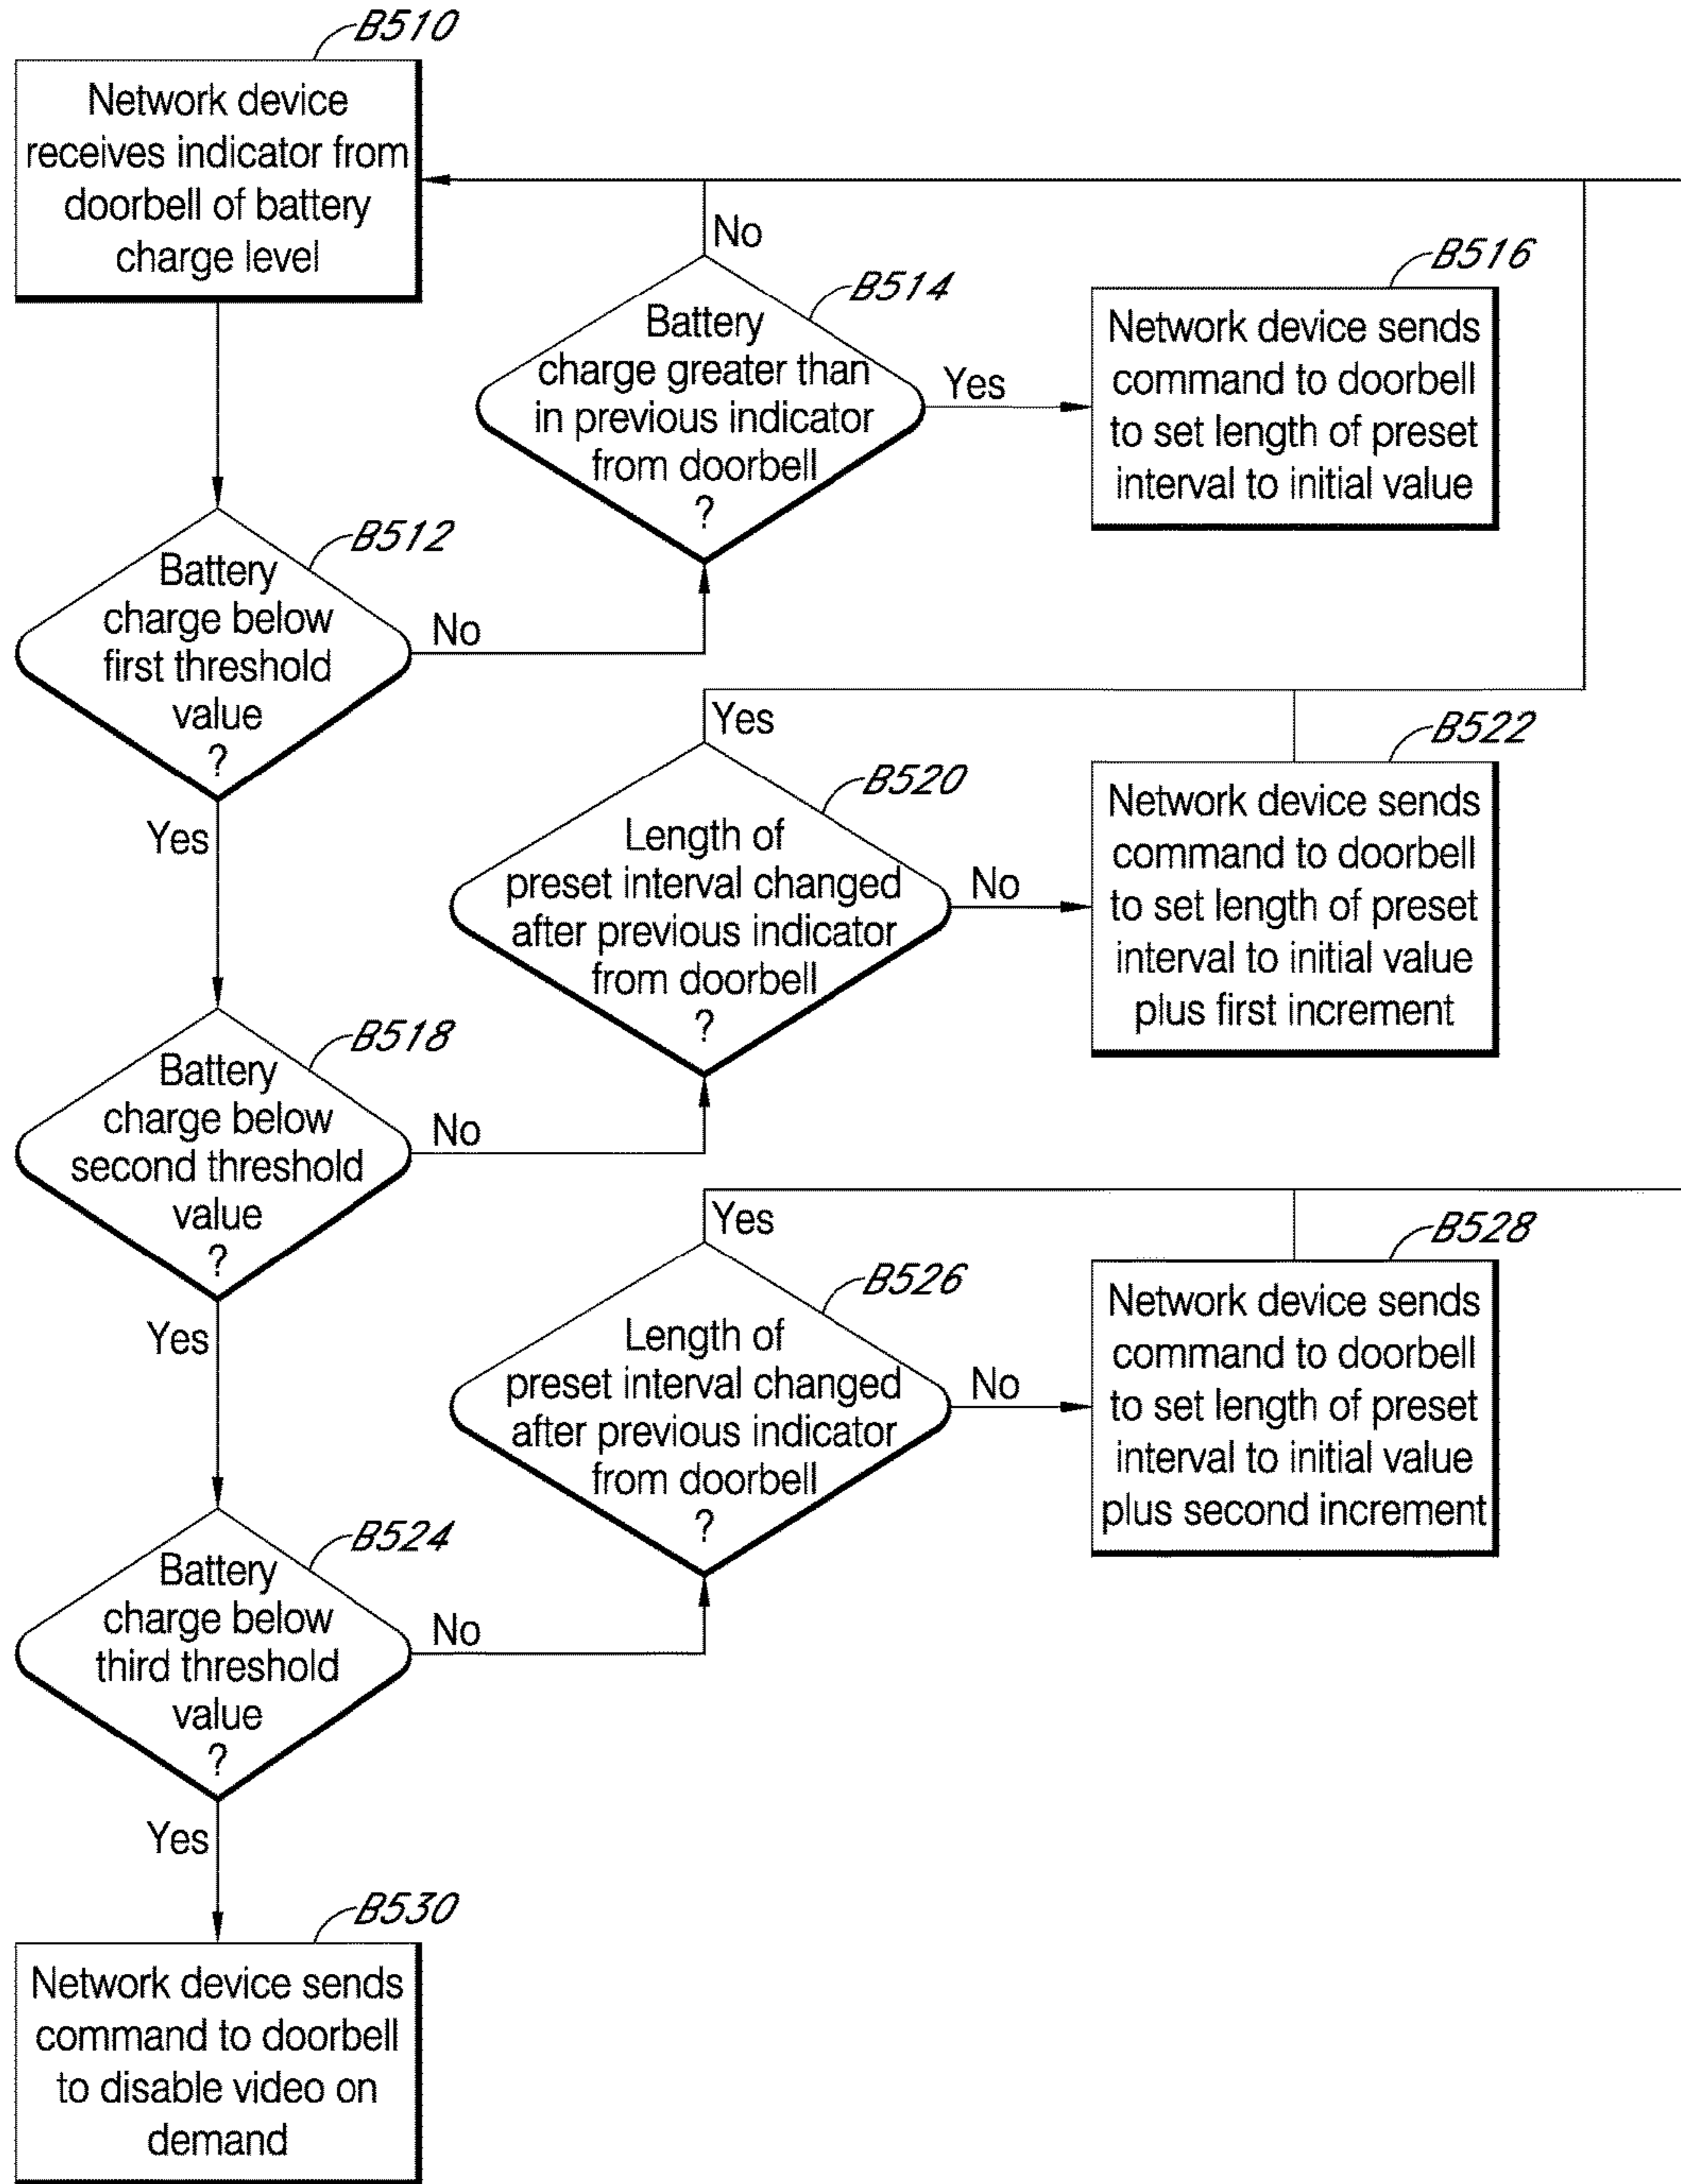 B510
Network device
receives indicator from
doorbell of battery
charge level
No
B514
Battery
charge greater than
in previous indicator
from doorbell
?
Yes
B516
Network device sends
command to doorbell
to set length of preset
interval to initial value
B512
Battery
charge below
first threshold
value
?
No
Yes
Yes
B520
Length of
preset interval changed
after previous indicator
from doorbell
?
No
B522
Network device sends
command to doorbell
to set length of preset
interval to initial value
plus first increment
B518
Battery
charge below
second threshold
value
?
No
Yes
Yes
B526
Length of
preset interval changed
after previous indicator
from doorbell
?
No
B528
Network device sends
command to doorbell
to set length of preset
interval to initial value
plus second increment
B524
Battery
charge below
third threshold
value
?
No
Yes
B530
Network device sends
command to doorbell
to disable video on
demand